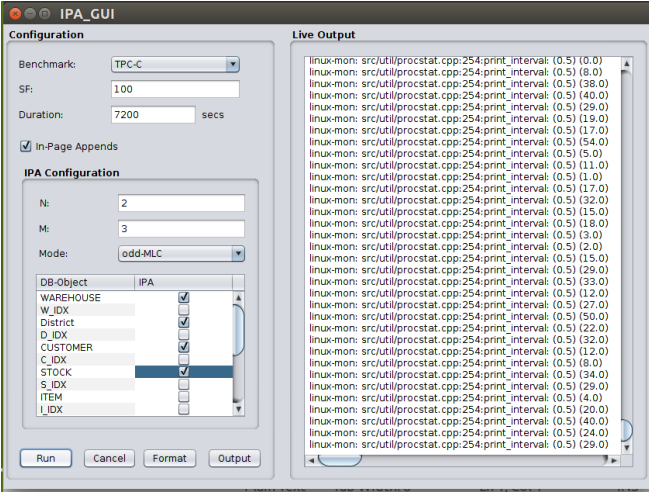 IPA_GUI
Configuration
Benchmark: TPC-C
SF: 100
Duration: 7200 secs
In-Page Appends
IPA Configuration
N: 2
M: 3
Mode: odd-MLC
DB-Object IPA
WAREHOUSE
W_IDX
District
D_IDX
CUSTOMER
C_IDX
STOCK
S_IDX
ITEM
I_IDX
Run Cancel Format Output
Live Output
linux-mon: src/util/procstat.cpp:254:print_interval: (0.5) (0.0)
linux-mon: src/util/procstat.cpp:254:print_interval: (0.5) (8.0)
linux-mon: src/util/procstat.cpp:254:print_interval: (0.5) (38.0)
linux-mon: src/util/procstat.cpp:254:print_interval: (0.5) (40.0)
linux-mon: src/util/procstat.cpp:254:print_interval: (0.5) (29.0)
linux-mon: src/util/procstat.cpp:254:print_interval: (0.5) (19.0)
linux-mon: src/util/procstat.cpp:254:print_interval: (0.5) (17.0)
linux-mon: src/util/procstat.cpp:254:print_interval: (0.5) (54.0)
linux-mon: src/util/procstat.cpp:254:print_interval: (0.5) (5.0)
linux-mon: src/util/procstat.cpp:254:print_interval: (0.5) (11.0)
linux-mon: src/util/procstat.cpp:254:print_interval: (0.5) (1.0)
linux-mon: src/util/procstat.cpp:254:print_interval: (0.5) (17.0)
linux-mon: src/util/procstat.cpp:254:print_interval: (0.5) (32.0)
linux-mon: src/util/procstat.cpp:254:print_interval: (0.5) (15.0)
linux-mon: src/util/procstat.cpp:254:print_interval: (0.5) (18.0)
linux-mon: src/util/procstat.cpp:254:print_interval: (0.5) (3.0)
linux-mon: src/util/procstat.cpp:254:print_interval: (0.5) (2.0)
linux-mon: src/util/procstat.cpp:254:print_interval: (0.5) (15.0)
linux-mon: src/util/procstat.cpp:254:print_interval: (0.5) (29.0)
linux-mon: src/util/procstat.cpp:254:print_interval: (0.5) (33.0)
linux-mon: src/util/procstat.cpp:254:print_interval: (0.5) (12.0)
linux-mon: src/util/procstat.cpp:254:print_interval: (0.5) (27.0)
linux-mon: src/util/procstat.cpp:254:print_interval: (0.5) (50.0)
linux-mon: src/util/procstat.cpp:254:print_interval: (0.5) (22.0)
linux-mon: src/util/procstat.cpp:254:print_interval: (0.5) (32.0)
linux-mon: src/util/procstat.cpp:254:print_interval: (0.5) (12.0)
linux-mon: src/util/procstat.cpp:254:print_interval: (0.5) (8.0)
linux-mon: src/util/procstat.cpp:254:print_interval: (0.5) (34.0)
linux-mon: src/util/procstat.cpp:254:print_interval: (0.5) (29.0)
linux-mon: src/util/procstat.cpp:254:print_interval: (0.5) (4.0)
linux-mon: src/util/procstat.cpp:254:print_interval: (0.5) (20.0)
linux-mon: src/util/procstat.cpp:254:print_interval: (0.5) (40.0)
linux-mon: src/util/procstat.cpp:254:print_interval: (0.5) (24.0)
linux-mon: src/util/procstat.cpp:254:print_interval: (0.5) (29.0)